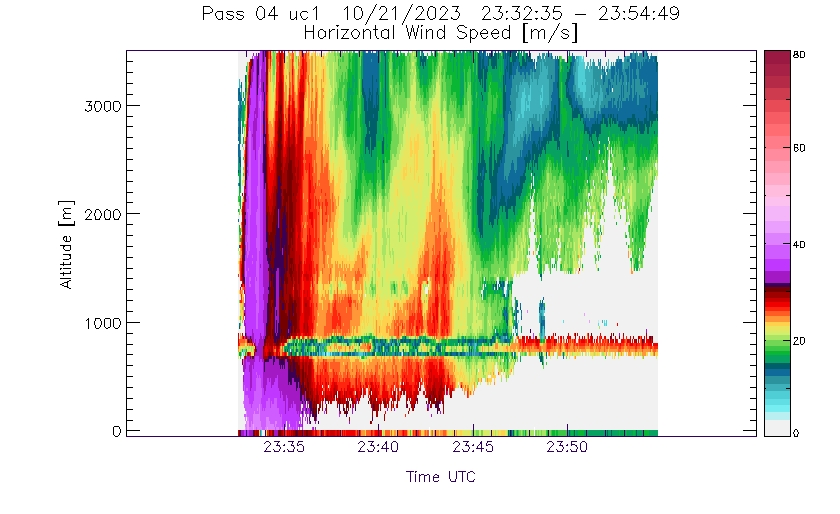 Pass 04 uc1 10/21/2023 23:32:35 – 23:54:49
Horizontal Wind Speed [m/s]
80
3000
60
2000
Altitude [m]
40
1000
20
0
0
23:35 23:40 23:45 23:50
Time UTC